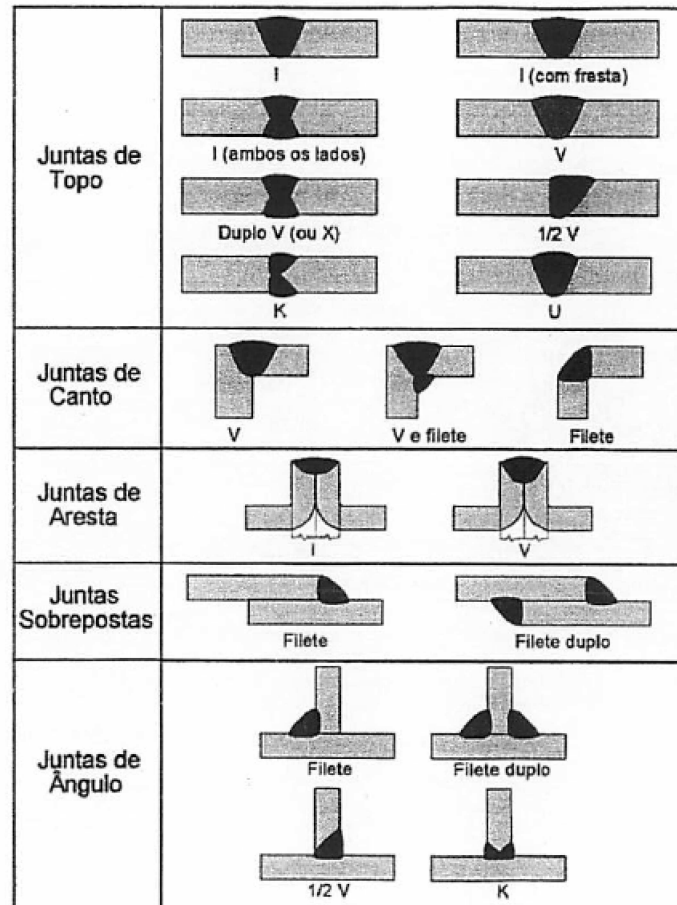 Juntas de
Topo
I
I (com fresta)
I (ambos os lados)
V
Duplo V (ou X)
1/2 V
K
U
Juntas de
Canto
V
V e filete
Filete
Juntas de
Aresta
I
V
Juntas
Sobrepostas
Filete
Filete duplo
Juntas de
Ângulo
Filete
Filete duplo
1/2 V
K